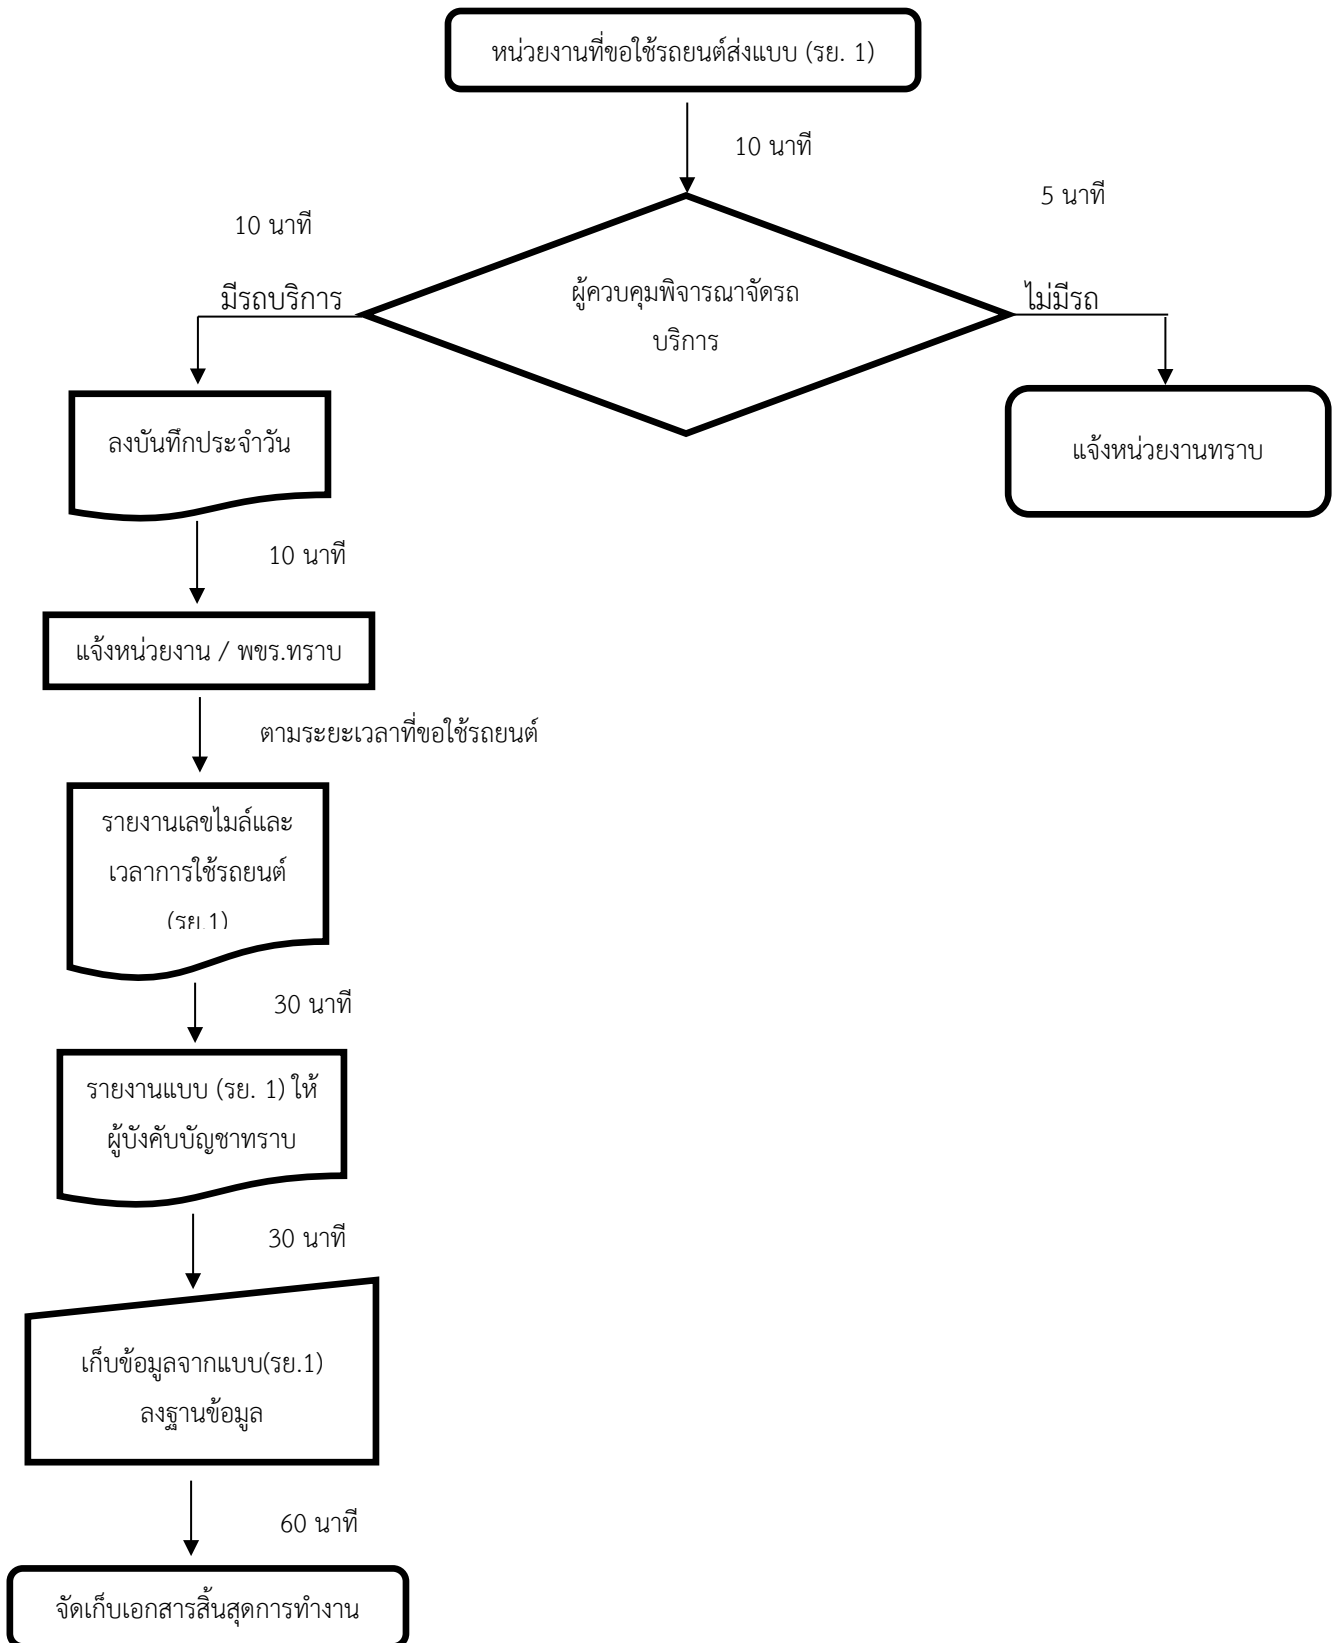 หน่วยงานที่ขอใช้รถยนต์ส่งแบบ (รย. 1)
10 นาที
5 นาที
10 นาที
ผู้ควบคุมพิจารณาจัดรถ
บริการ
มีรถบริการ
ไม่มีรถ
ลงบันทึกประจำวัน
แจ้งหน่วยงานทราบ
10 นาที
แจ้งหน่วยงาน / พขร.ทราบ
ตามระยะเวลาที่ขอใช้รถยนต์
รายงานเลขไมล์และ
เวลาการใช้รถยนต์
(รย.1)
30 นาที
รายงานแบบ (รย. 1) ให้
ผู้บังคับบัญชาทราบ
30 นาที
เก็บข้อมูลจากแบบ(รย.1)
ลงฐานข้อมูล
60 นาที
จัดเก็บเอกสารสิ้นสุดการทำงาน